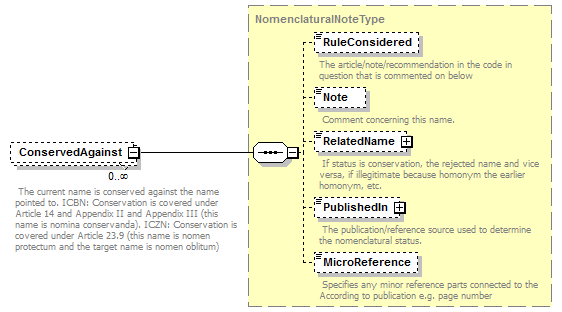 NomenclaturalNoteType
RuleConsidered
The article/note/recommendation in the code in
question that is commented on below
Note
Comment concerning this name.
RelatedName
If status is conservation, the rejected name and vice
versa, if illegitimate because homonym the earlier
homonym, etc.
ConservedAgainst
0..∞
The current name is conserved against the name
pointed to. ICBN: Conservation is covered under
Article 14 and Appendix II and Appendix III (this
name is nomina conservanda). ICZN: Conservation is
covered under Article 23.9 (this name is nomen
protectum and the target name is nomen oblitum)
PublishedIn
The publication/reference source used to determine
the nomenclatural status.
MicroReference
Specifies any minor reference parts connected to the
According to publication e.g. page number